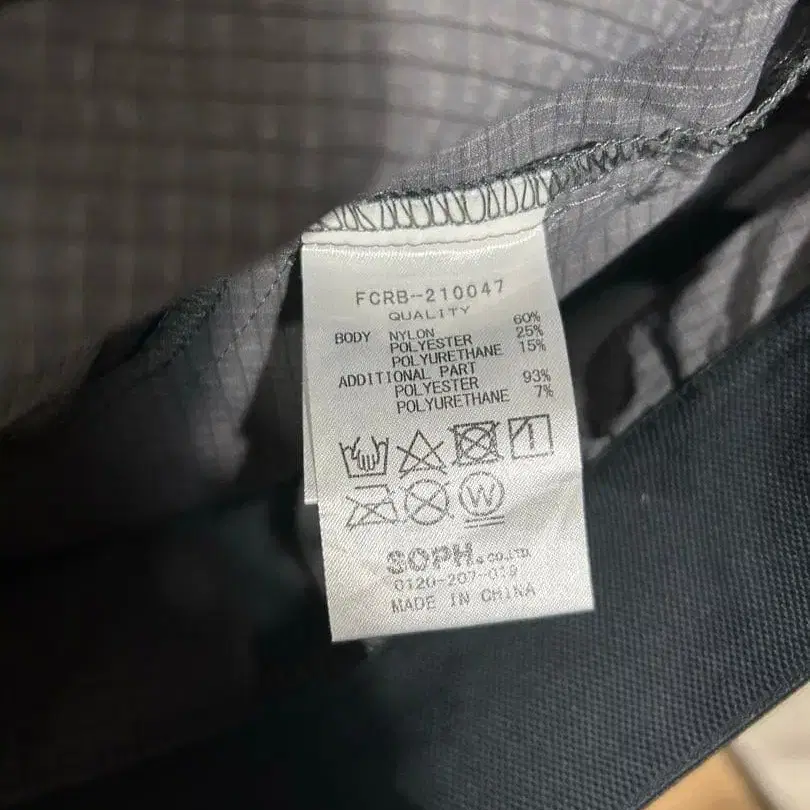 FCRB-210047
QUALITY
BODY NYLON 60%
POLYESTER 25%
POLYURETHANE 15%
ADDITIONAL PART
POLYESTER 93%
POLYURETHANE 7%
W
SOPH. CO.,LTD.
0120-207-019
MADE IN CHINA